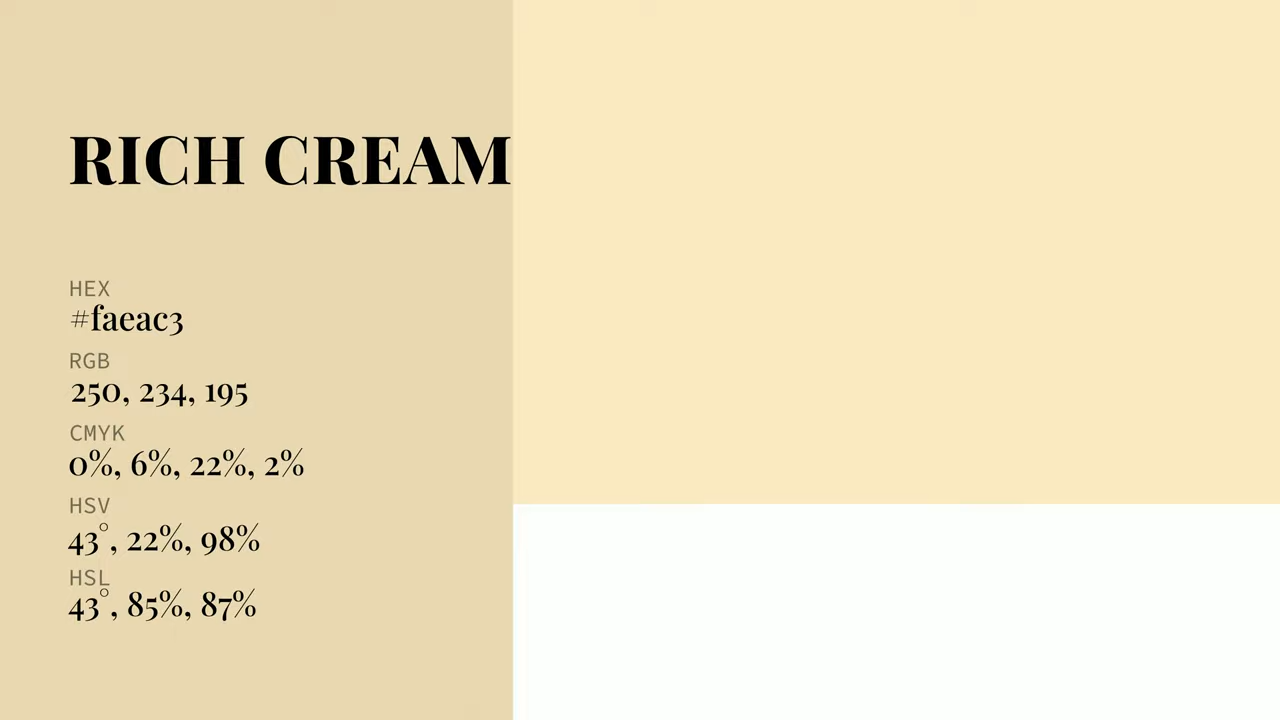 RICH CREAM
HEX
#faeac3
RGB
250, 234, 195
CMYK
0%, 6%, 22%, 2%
HSV
43°, 22%, 98%
HSL
43°, 85%, 87%